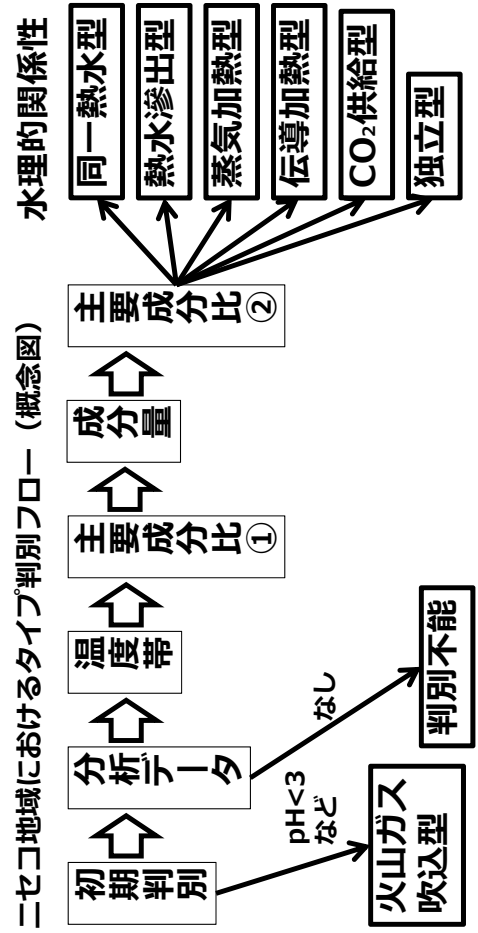 ニセコ地域におけるタイプ判別フロー（概念図）
水理的関係性
初期判別
分析データ
温度帯
主要成分比①
成分量
主要成分比②
同一熱水型
熱水滲出型
蒸気加熱型
伝導加熱型
CO₂供給型
独立型
pH<3
など
なし
火山ガス
吹込型
判別不能